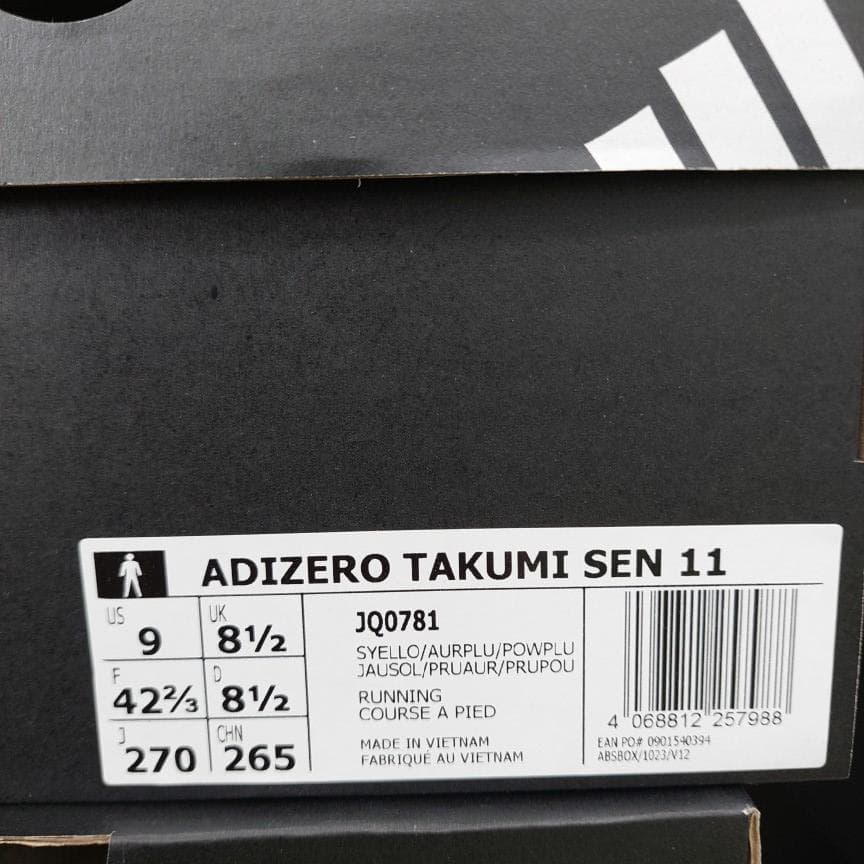 ADIZERO TAKUMI SEN 11
US
9
UK
8½
F
42⅔
D
8½
J
270
CHN
265
JQ0781
SYELLO/AURPLU/POWPLU
JAUSOL/PRUAUR/PRUPOU
RUNNING
COURSE A PIED
MADE IN VIETNAM
FABRIQUÉ AU VIETNAM
4 068812 257988
EAN PO# 0901540394
ABSBOX/1023/V12